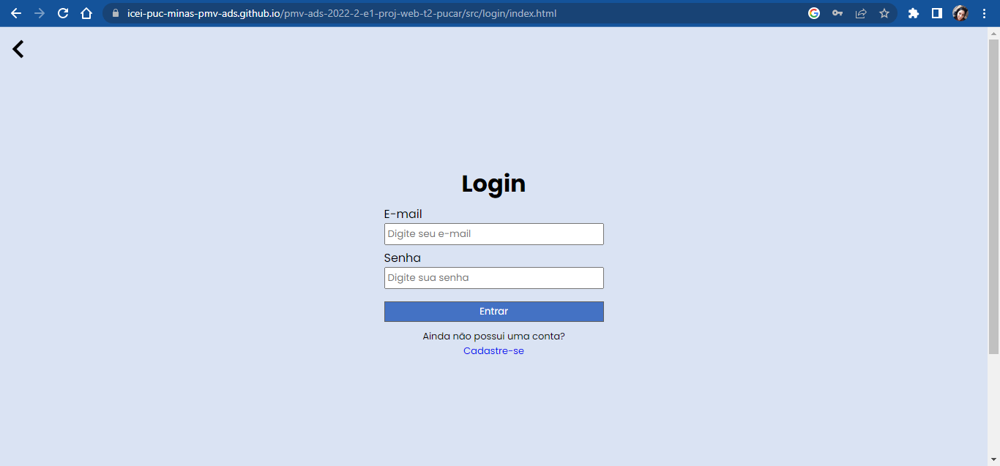 icei-puc-minas-pmv-ads.github.io/pmv-ads-2022-2-e1-proj-web-t2-pucar/src/login/index.html
Login
E-mail
Digite seu e-mail
Senha
Digite sua senha
Entrar
Ainda não possui uma conta?
Cadastre-se